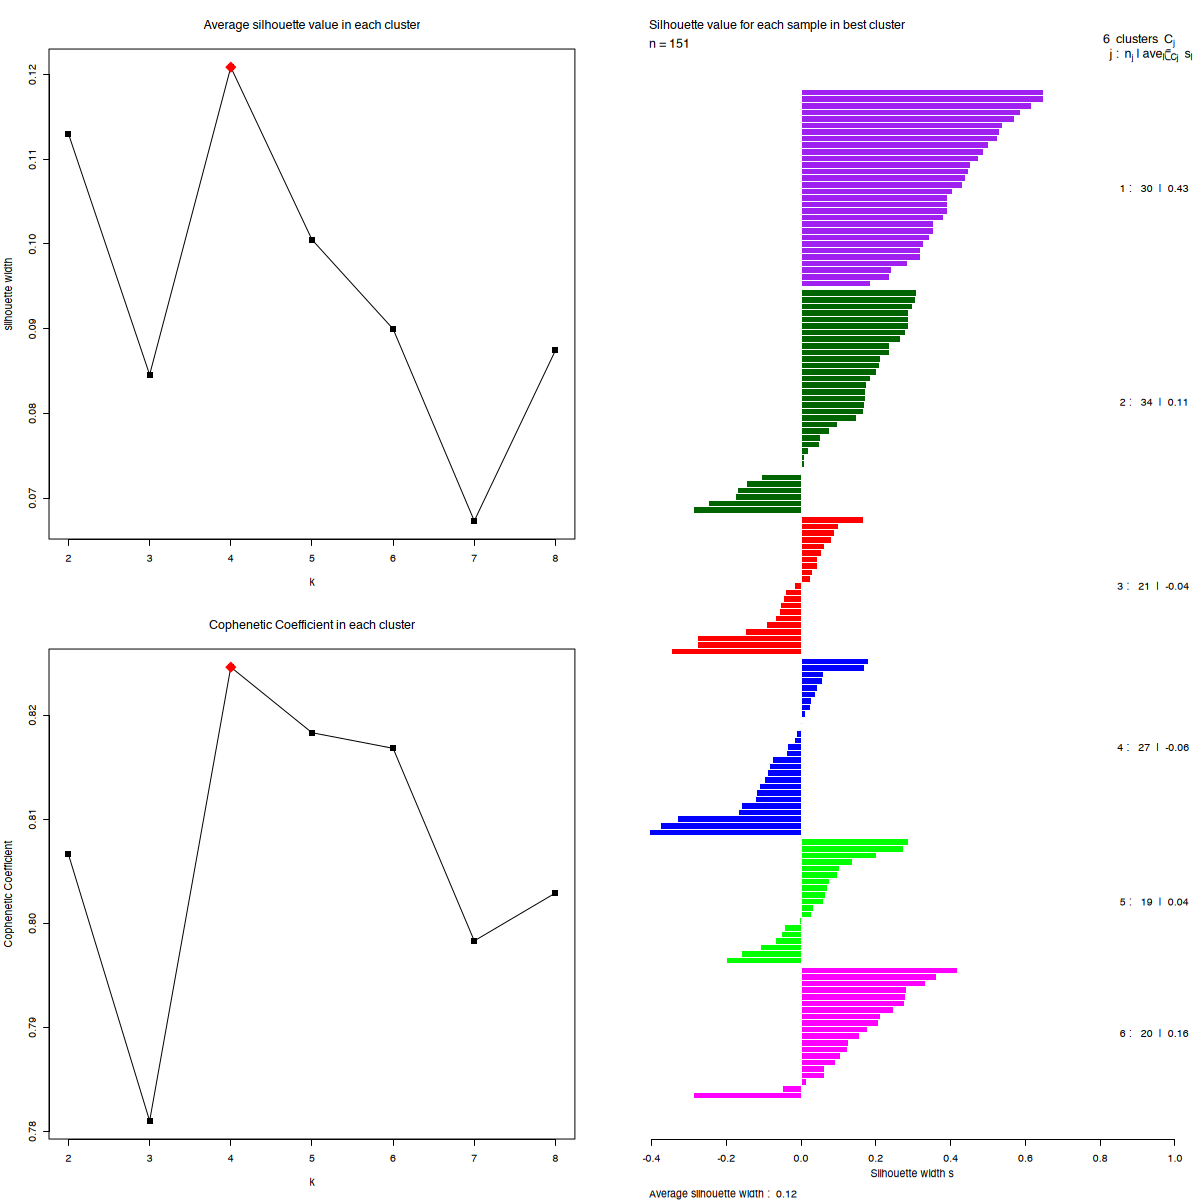 Average silhouette value in each cluster
silhouette width
0.12
0.11
0.10
0.09
0.08
0.07
2 3 4 5 6 7 8
k
Cophenetic Coefficient in each cluster
Cophenetic Coefficient
0.82
0.81
0.80
0.79
0.78
2 3 4 5 6 7 8
k
Silhouette value for each sample in best cluster
n = 151
6 clusters Cj
j : nj | ave
1 : 30 | 0.43
2 : 34 | 0.11
3 : 21 | -0.04
4 : 27 | -0.06
5 : 19 | 0.04
6 : 20 | 0.16
-0.4 -0.2 0.0 0.2 0.4 0.6 0.8 1.0
Silhouette width s
Average silhouette width : 0.12